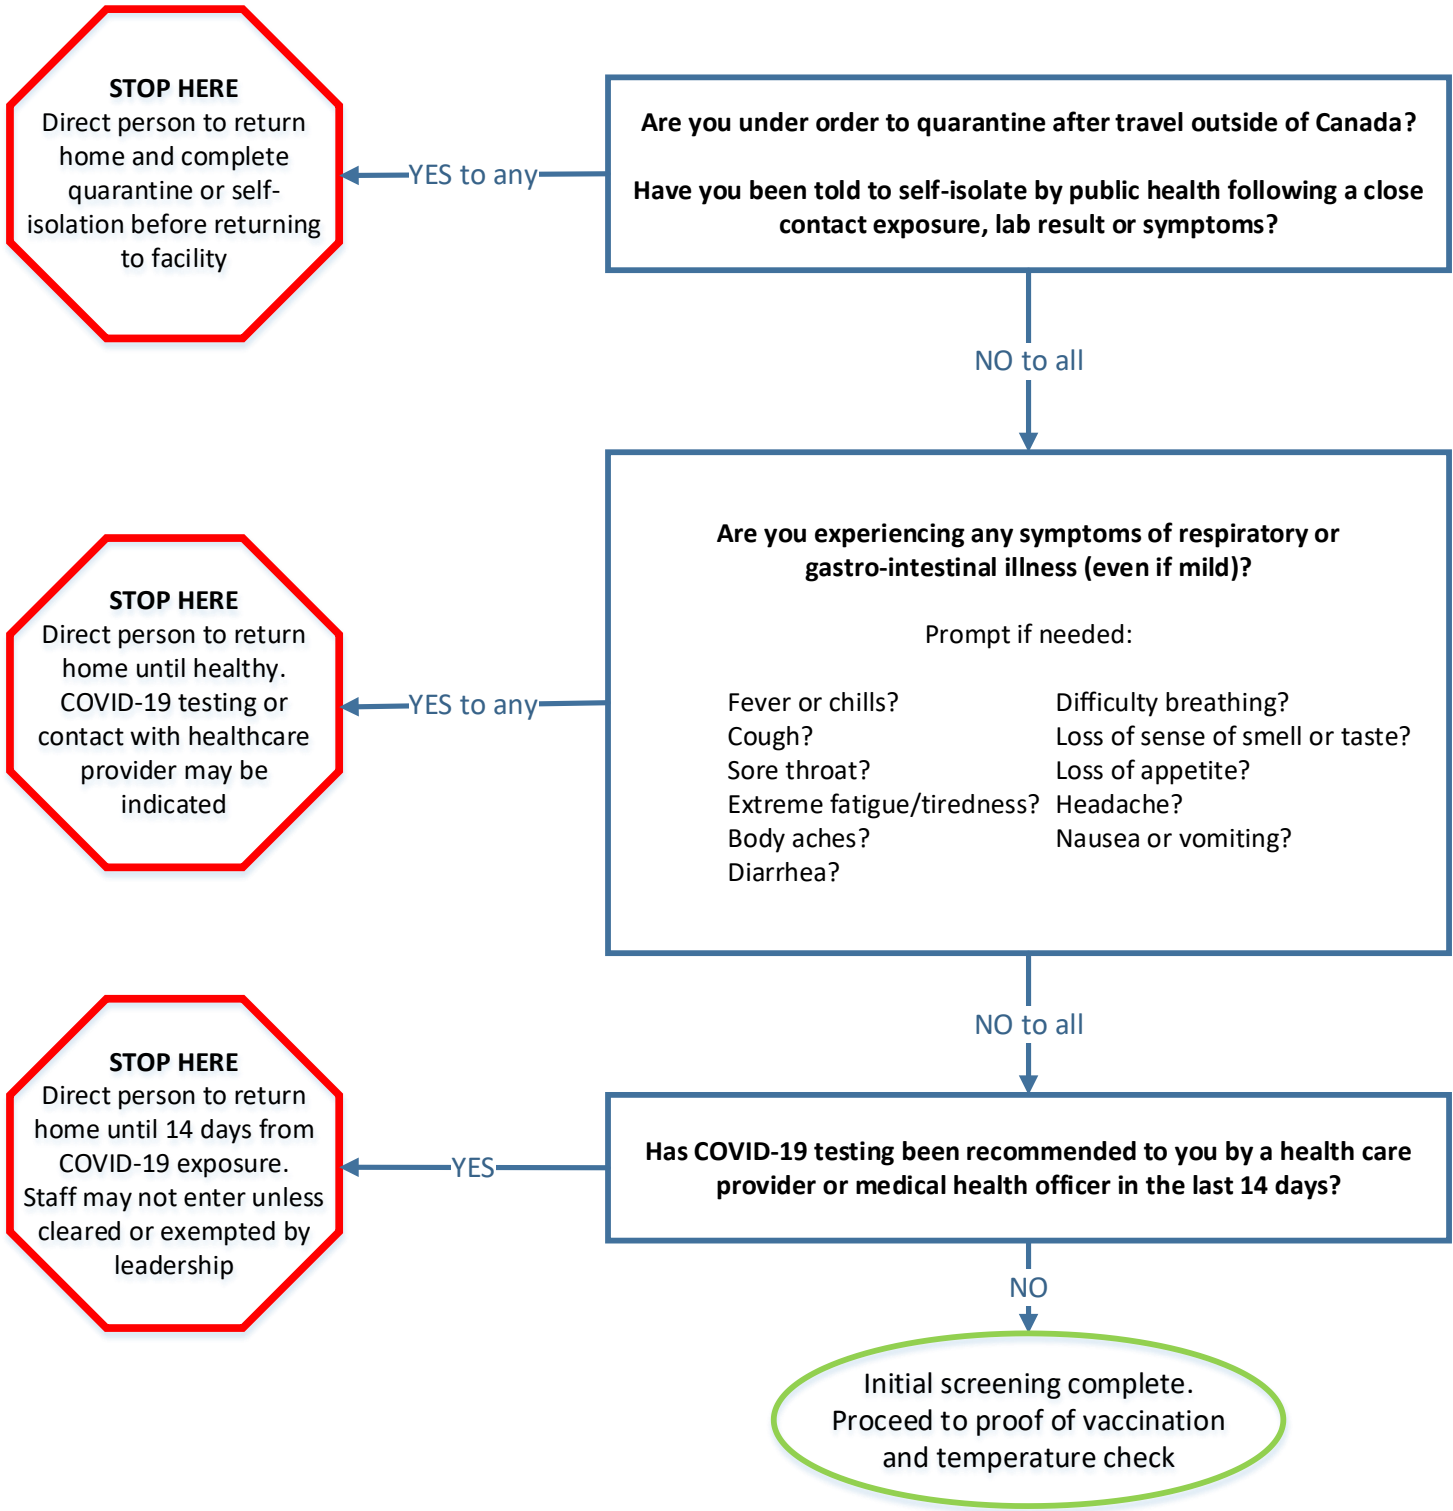 STOP HERE
Direct person to return
home and complete
quarantine or self-
isolation before returning
to facility
YES to any
Are you under order to quarantine after travel outside of Canada?
Have you been told to self-isolate by public health following a close
contact exposure, lab result or symptoms?
NO to all
STOP HERE
Direct person to return
home until healthy.
COVID-19 testing or
contact with healthcare
provider may be
indicated
YES to any
Are you experiencing any symptoms of respiratory or
gastro-intestinal illness (even if mild)?
Prompt if needed:
Fever or chills?
Cough?
Sore throat?
Extreme fatigue/tiredness?
Body aches?
Diarrhea?
Difficulty breathing?
Loss of sense of smell or taste?
Loss of appetite?
Headache?
Nausea or vomiting?
NO to all
STOP HERE
Direct person to return
home until 14 days from
COVID-19 exposure.
Staff may not enter unless
cleared or exempted by
leadership
YES
Has COVID-19 testing been recommended to you by a health care
provider or medical health officer in the last 14 days?
NO
Initial screening complete.
Proceed to proof of vaccination
and temperature check